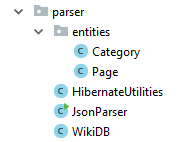 parser
entities
Category
Page
HibernateUtilities
JsonParser
WikiDB